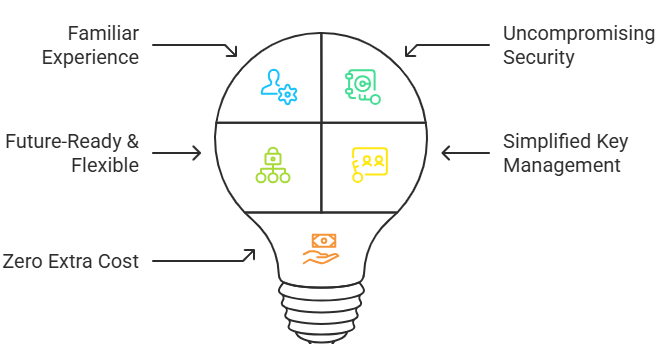 Familiar
Experience
Uncompromising
Security
Future-Ready &
Flexible
Simplified Key
Management
Zero Extra Cost